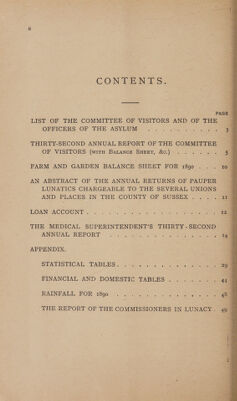 CONTENTS.
PAGE
LIST OF THE COMMITTEE OF VISITORS AND OF THE
OFFICERS OF THE ASYLUM . . . . . . . . . . 3
THIRTY-SECOND ANNUAL REPORT OF THE COMMITTEE
OF VISITORS (WITH BALANCE SHEET, &c.) . . . . . . 5
FARM AND GARDEN BALANCE SHEET FOR 1890 . . . 10
AN ABSTRACT OF THE ANNUAL RETURNS OF PAUPER
LUNATICS CHARGEABLE TO THE SEVERAL UNIONS
AND PLACES IN THE COUNTY OF SUSSEX . . . . 11
LOAN ACCOUNT . . . . . . . . . . . . . . . . . . 12
THE MEDICAL SUPERINTENDENT'S THIRTY-SECOND
ANNUAL REPORT . . . . . . . . . . . . . . . 14
APPENDIX.
STATISTICAL TABLES . . . . . . . . . . . . . . 29
FINANCIAL AND DOMESTIC TABLES . . . . . . . 44
RAINFALL FOR 1890 . . . . . . . . . . . . . . 48
THE REPORT OF THE COMMISSIONERS IN LUNACY . 49